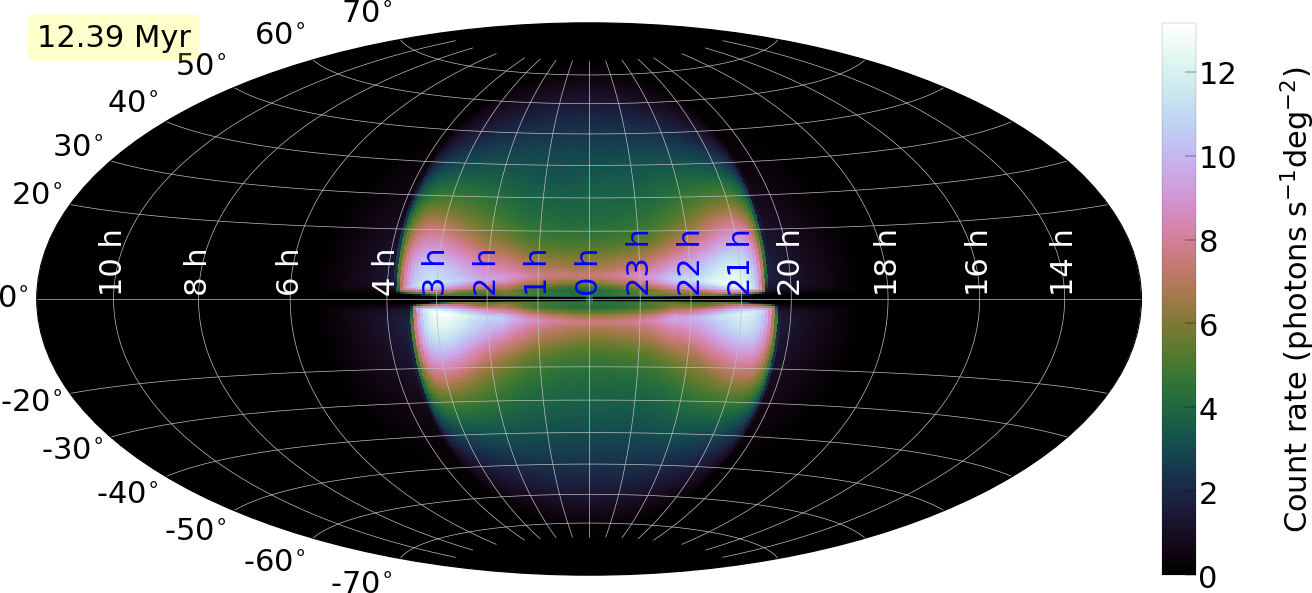 12.39 Myr
70°
60°
50°
40°
30°
20°
0°
-20°
-30°
-40°
-50°
-60°
-70°
10 h
8 h
6 h
4 h
3 h
2 h
1 h
0 h
23 h
22 h
21 h
20 h
18 h
16 h
14 h
12
10
8
6
4
2
0
Count rate (photons s⁻¹deg⁻²)